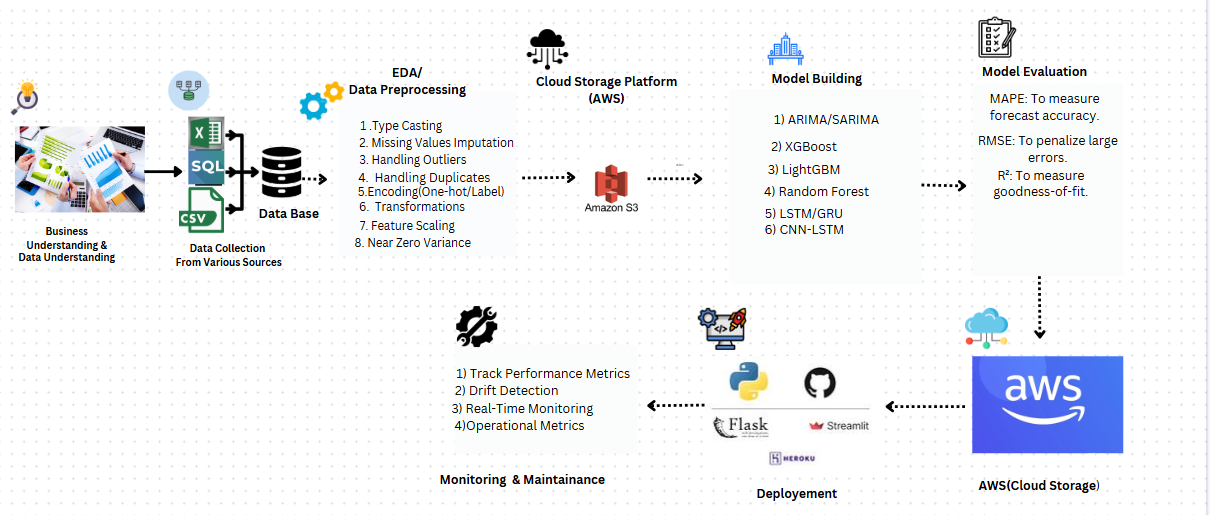 Business
Understanding &
Data Understanding
X
SQL
CSV
Data Base
Data Collection
From Various Sources
EDA/
Data Preprocessing
1 .Type Casting
2. Missing Values Imputation
3. Handling Outliers
4. Handling Duplicates
5.Encoding(One-hot/Label)
6. Transformations
7. Feature Scaling
8. Near Zero Variance
Cloud Storage Platform
(AWS)
Amazon S3
Model Building
1) ARIMA/SARIMA
2) XGBoost
3) LightGBM
4) Random Forest
5) LSTM/GRU
6) CNN-LSTM
Model Evaluation
MAPE: To measure
forecast accuracy.
RMSE: To penalize large
errors.
R²: To measure
goodness-of-fit.
aws
AWS(Cloud Storage)
</>
Flask
Streamlit
HEROKU
Deployement
1) Track Performance Metrics
2) Drift Detection
3) Real-Time Monitoring
4)Operational Metrics
Monitoring & Maintainance